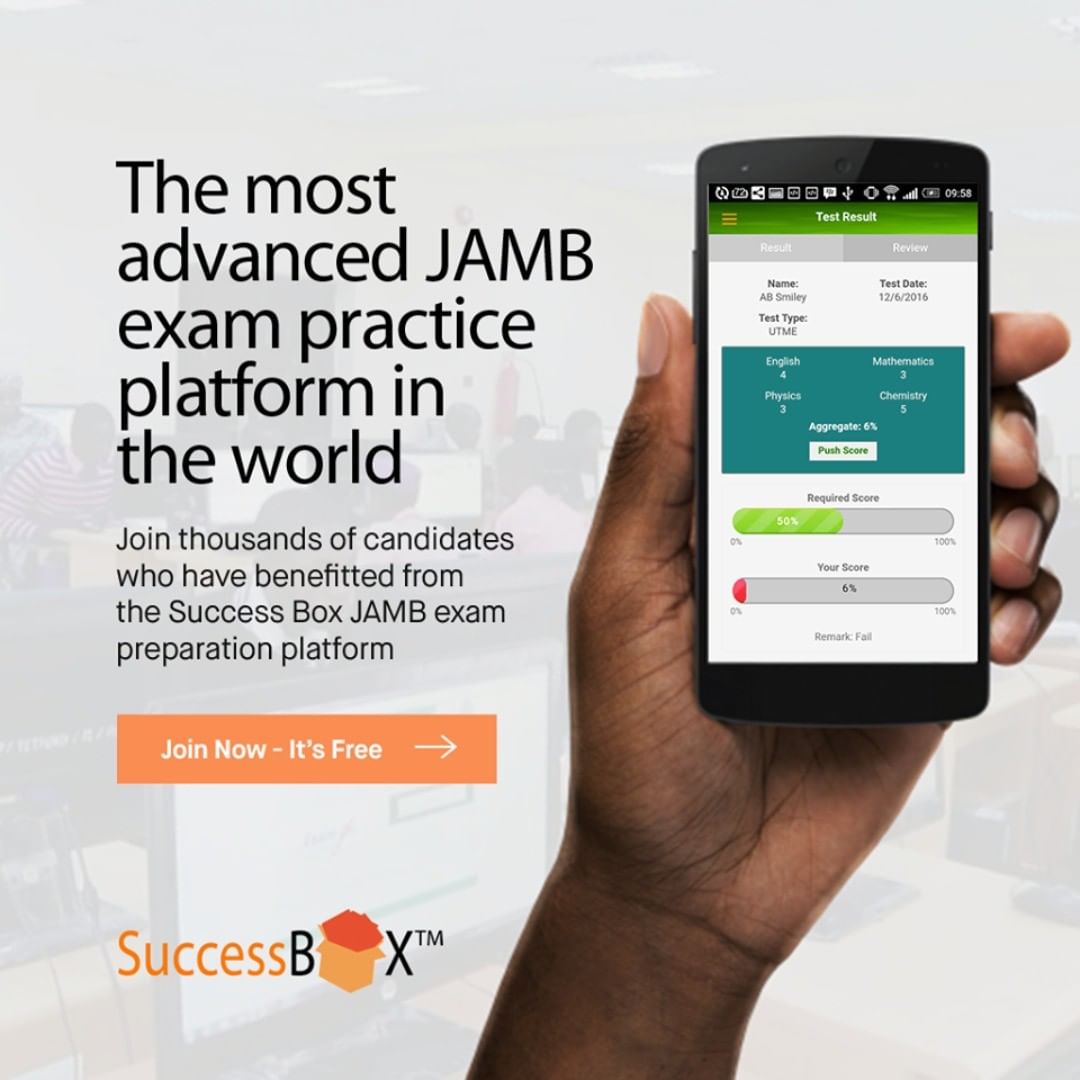 The most
advanced JAMB
exam practice
platform in
the world
Join thousands of candidates
who have benefitted from
the Success Box JAMB exam
preparation platform
Join Now - It's Free
SuccessBOX™
09:58
Test Result
Result Review
Name: Test Date:
AB Smiley 12/6/2016
Test Type:
UTME
English Mathematics
4 3
Physics Chemistry
3 5
Aggregate: 6%
Push Score
Required Score
50%
0% 100%
Your Score
6%
0% 100%
Remark: Fail